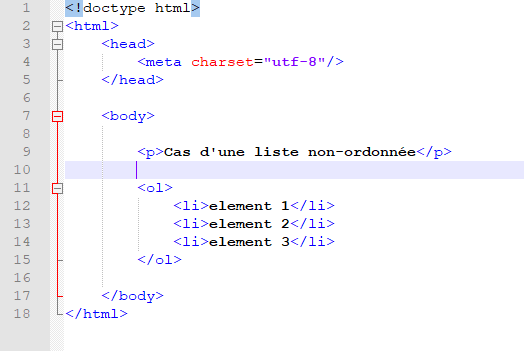 1 <!doctype html>
2 <html>
3 <head>
4 <meta charset="utf-8"/>
5 </head>
6
7 <body>
8
9 <p>Cas d'une liste non-ordonnée</p>
10
11 <ol>
12 <li>element 1</li>
13 <li>element 2</li>
14 <li>element 3</li>
15 </ol>
16
17 </body>
18 </html>